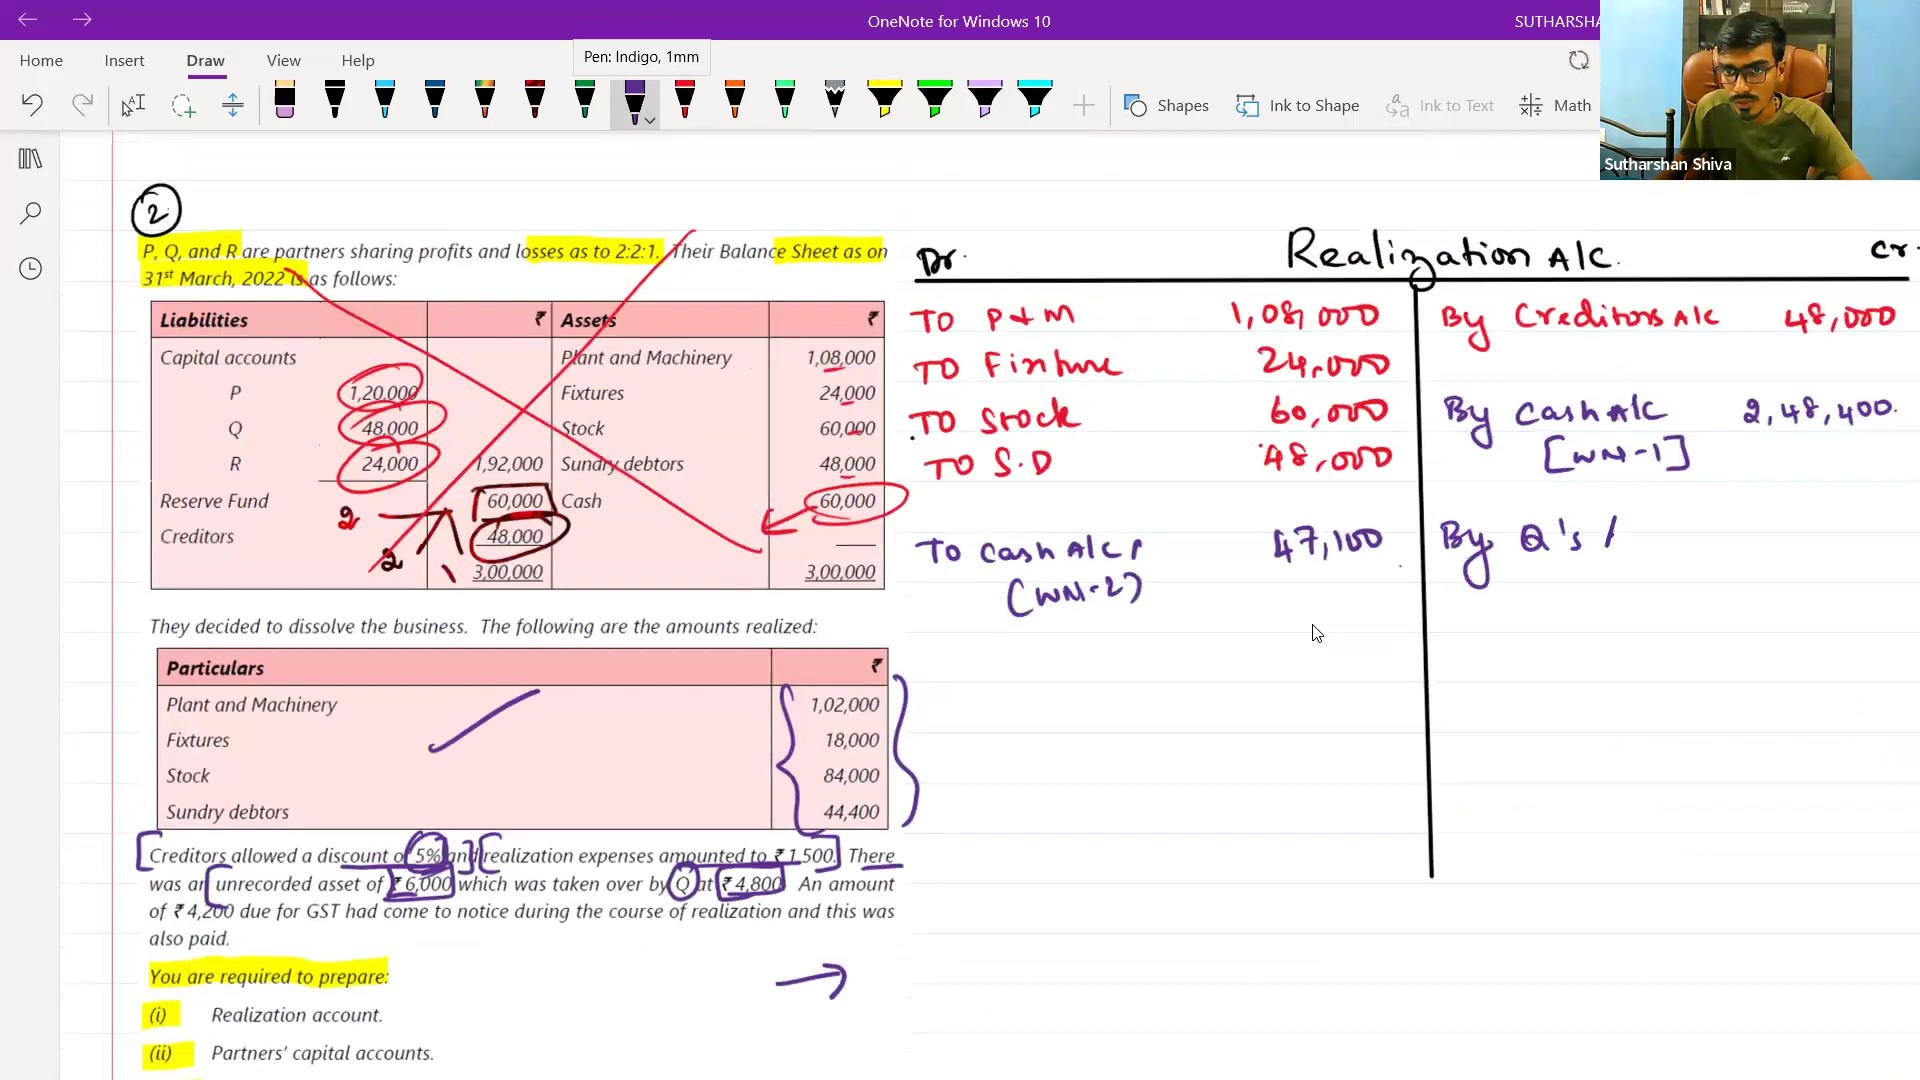 OneNote for Windows 10
SUTHARSHA
Home Insert Draw View Help
Pen: Indigo, 1mm
Shapes Ink to Shape Ink to Text Math
Sutharshan Shiva
2
P, Q, and R are partners sharing profits and losses as to 2:2:1. Their Balance Sheet as on
31st March, 2022 is as follows:
Liabilities ₹ Assets ₹
Capital accounts Plant and Machinery 1,08,000
P 1,20,000 Fixtures 24,000
Q 48,000 Stock 60,000
R 24,000 1,92,000 Sundry debtors 48,000
Reserve Fund 60,000 Cash 60,000
2
Creditors 48,000
2 1
3,00,000 3,00,000
They decided to dissolve the business. The following are the amounts realized:
Particulars ₹
Plant and Machinery 1,02,000
Fixtures 18,000
Stock 84,000
Sundry debtors 44,400
Creditors allowed a discount of 5% and realization expenses amounted to ₹ 1,500. There
was an unrecorded asset of ₹ 6,000 which was taken over by Q at ₹ 4,800. An amount
of ₹ 4,200 due for GST had come to notice during the course of realization and this was
also paid.
You are required to prepare:
(i) Realization account.
(ii) Partners' capital accounts.
Dr. Realization A/c. Cr.
TO P+M 1,08,000 By Creditors A/c 48,000
TO Fixture 24,000
TO Stock 60,000 By Cash A/c 2,48,400.
TO S.D 48,000 [WN-1]
To Cash A/c 47,100 By Q's
(WN-2)